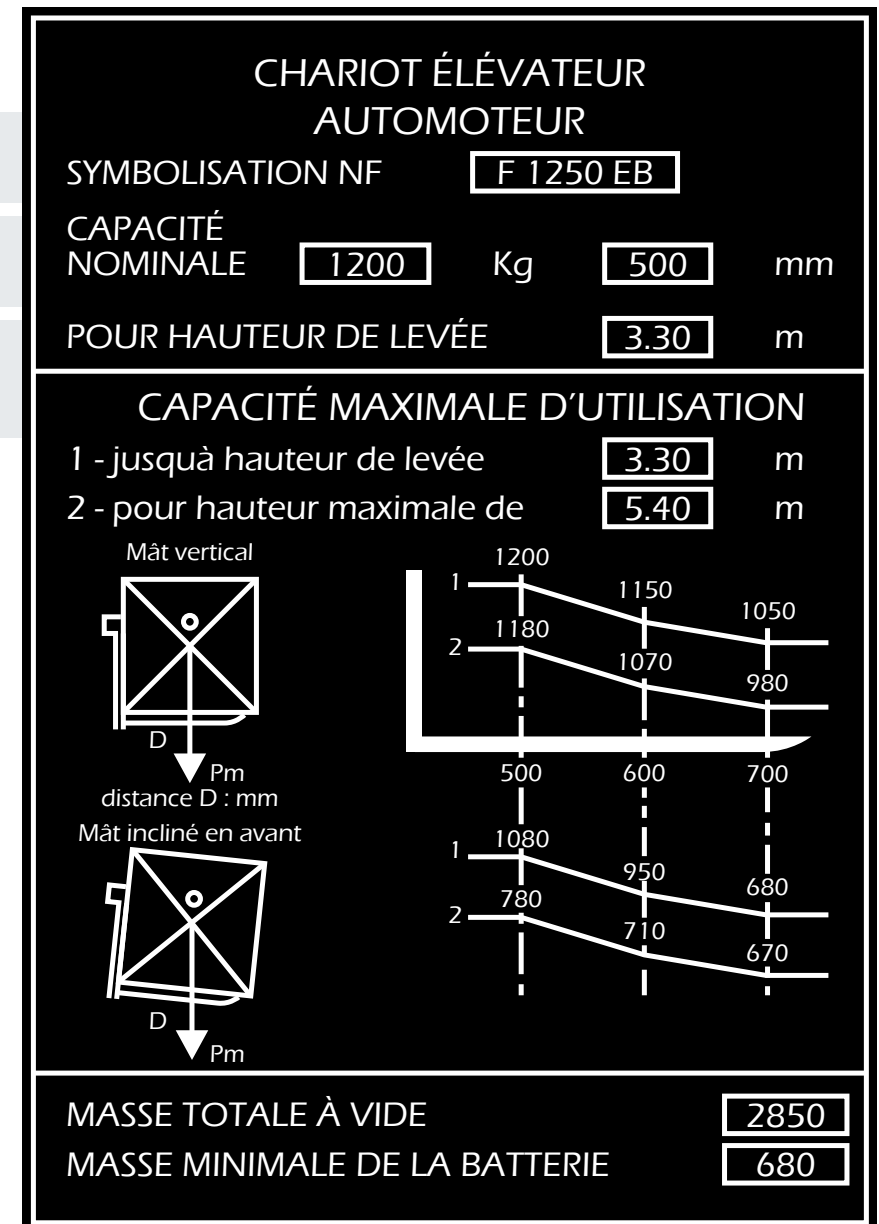 CHARIOT ÉLÉVATEUR
AUTOMOTEUR
SYMBOLISATION NF F 1250 EB
CAPACITÉ
NOMINALE 1200 Kg 500 mm
POUR HAUTEUR DE LEVÉE 3.30 m
CAPACITÉ MAXIMALE D'UTILISATION
1 - jusquà hauteur de levée 3.30 m
2 - pour hauteur maximale de 5.40 m
Mât vertical
D
Pm
distance D : mm
1200
1 1150
1050
2 1180
1070
980
500 600 700
Mât incliné en avant
D
Pm
1 1080
950
680
2 780
710
670
MASSE TOTALE À VIDE 2850
MASSE MINIMALE DE LA BATTERIE 680